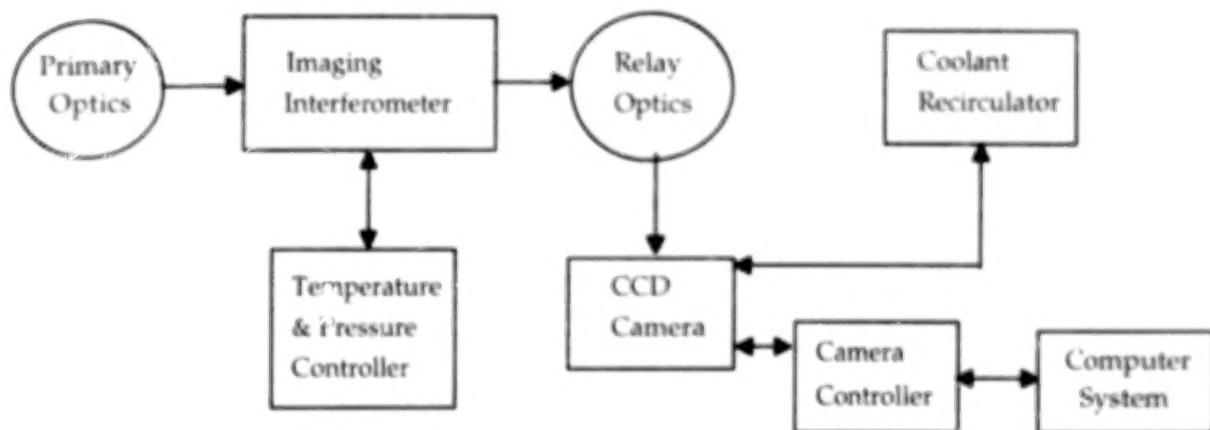 Primary
Optics
Imaging
Interferometer
Relay
Optics
Coolant
Recirculator
Temperature
& Pressure
Controller
CCD
Camera
Camera
Controller
Computer
System